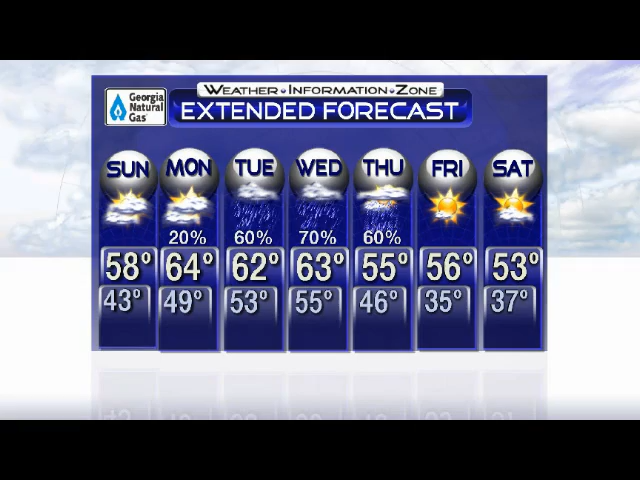 Georgia
Natural
Gas
WEATHER • INFORMATION • ZONE
EXTENDED FORECAST
SUN MON TUE WED THU FRI SAT
20% 60% 70% 60%
58° 64° 62° 63° 55° 56° 53°
43° 49° 53° 55° 46° 35° 37°